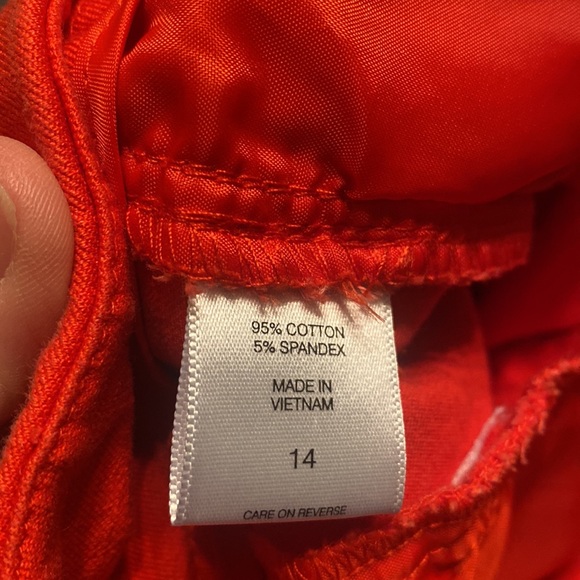 95% COTTON
5% SPANDEX
MADE IN
VIETNAM
14
CARE ON REVERSE